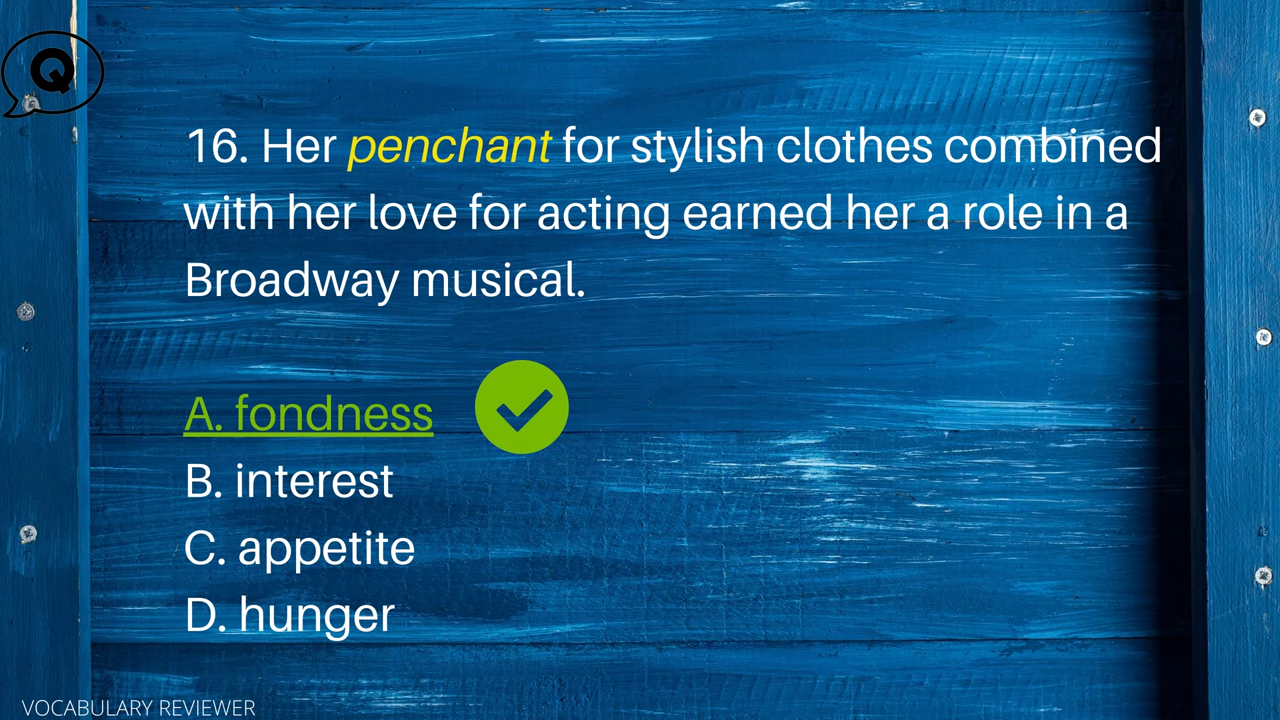 Q
16. Her penchant for stylish clothes combined
with her love for acting earned her a role in a
Broadway musical.
A. fondness
B. interest
C. appetite
D. hunger
VOCABULARY REVIEWER